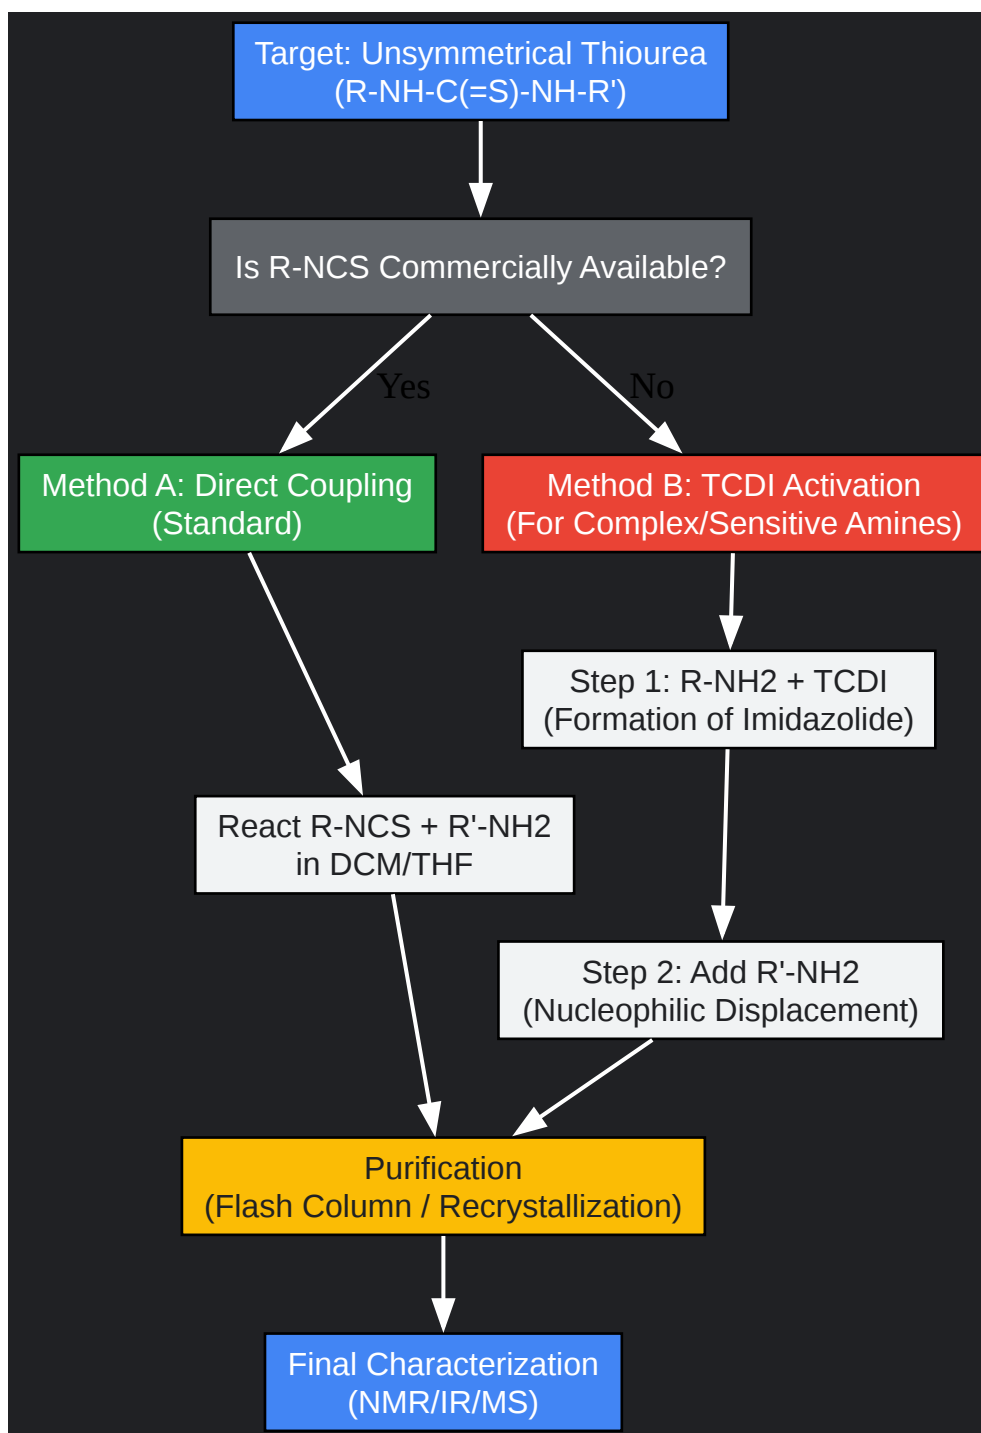 Target: Unsymmetrical Thiourea
(R-NH-C(=S)-NH-R')
Is R-NCS Commercially Available?
Yes
No
Method A: Direct Coupling
(Standard)
Method B: TCDI Activation
(For Complex/Sensitive Amines)
Step 1: R-NH2 + TCDI
(Formation of Imidazolide)
React R-NCS + R'-NH2
in DCM/THF
Step 2: Add R'-NH2
(Nucleophilic Displacement)
Purification
(Flash Column / Recrystallization)
Final Characterization
(NMR/IR/MS)